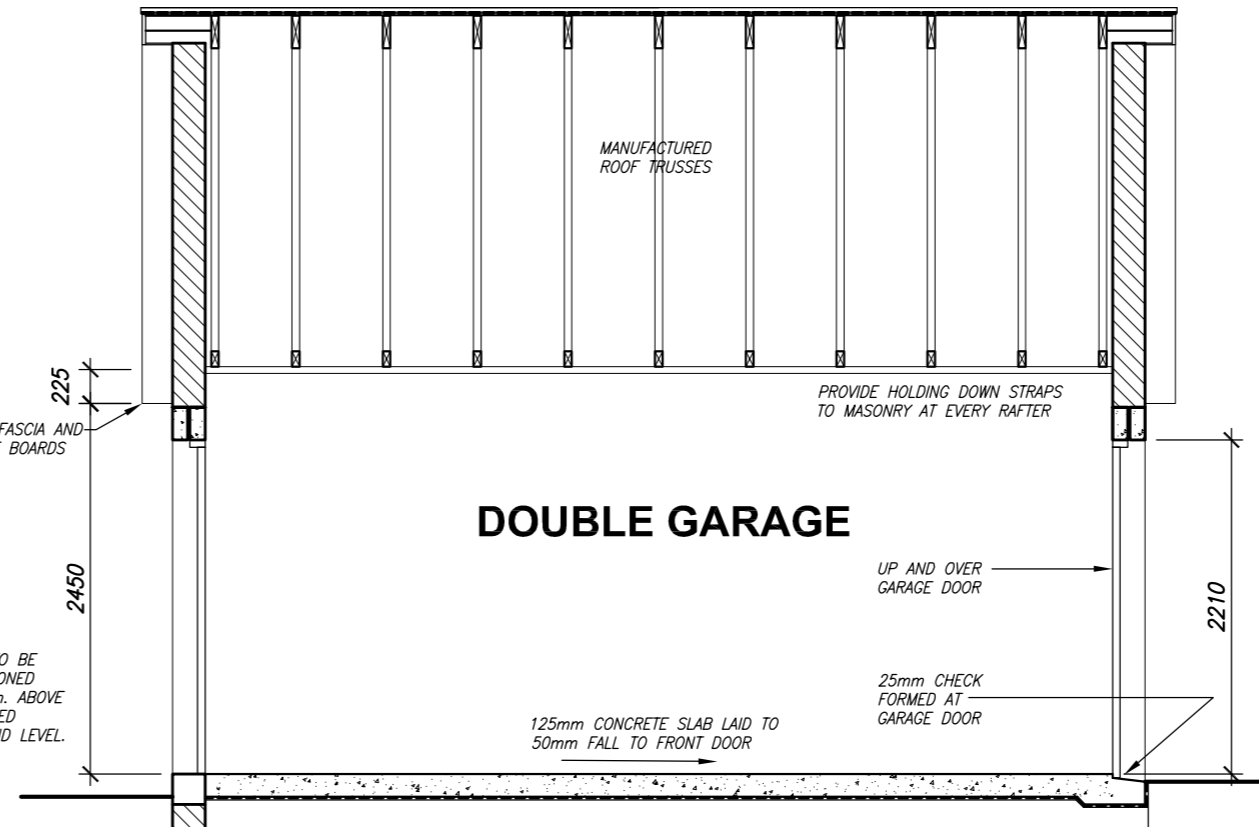 MANUFACTURED
ROOF TRUSSES
225
FASCIA AND
BOARDS
PROVIDE HOLDING DOWN STRAPS
TO MASONRY AT EVERY RAFTER
DOUBLE GARAGE
2450
UP AND OVER
GARAGE DOOR
2210
TO BE
ABOVE
LEVEL.
25mm CHECK
FORMED AT
GARAGE DOOR
125mm CONCRETE SLAB LAID TO
50mm FALL TO FRONT DOOR